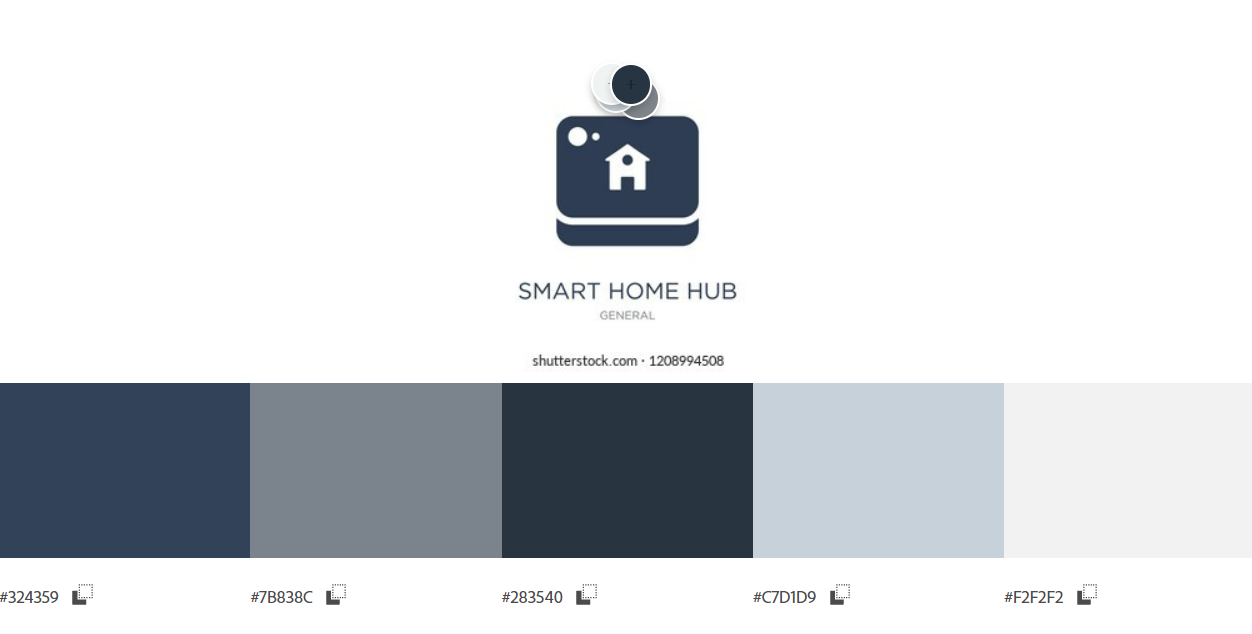 SMART HOME HUB
GENERAL
shutterstock.com · 1208994508
#324359
#7B838C
#283540
#C7D1D9
#F2F2F2